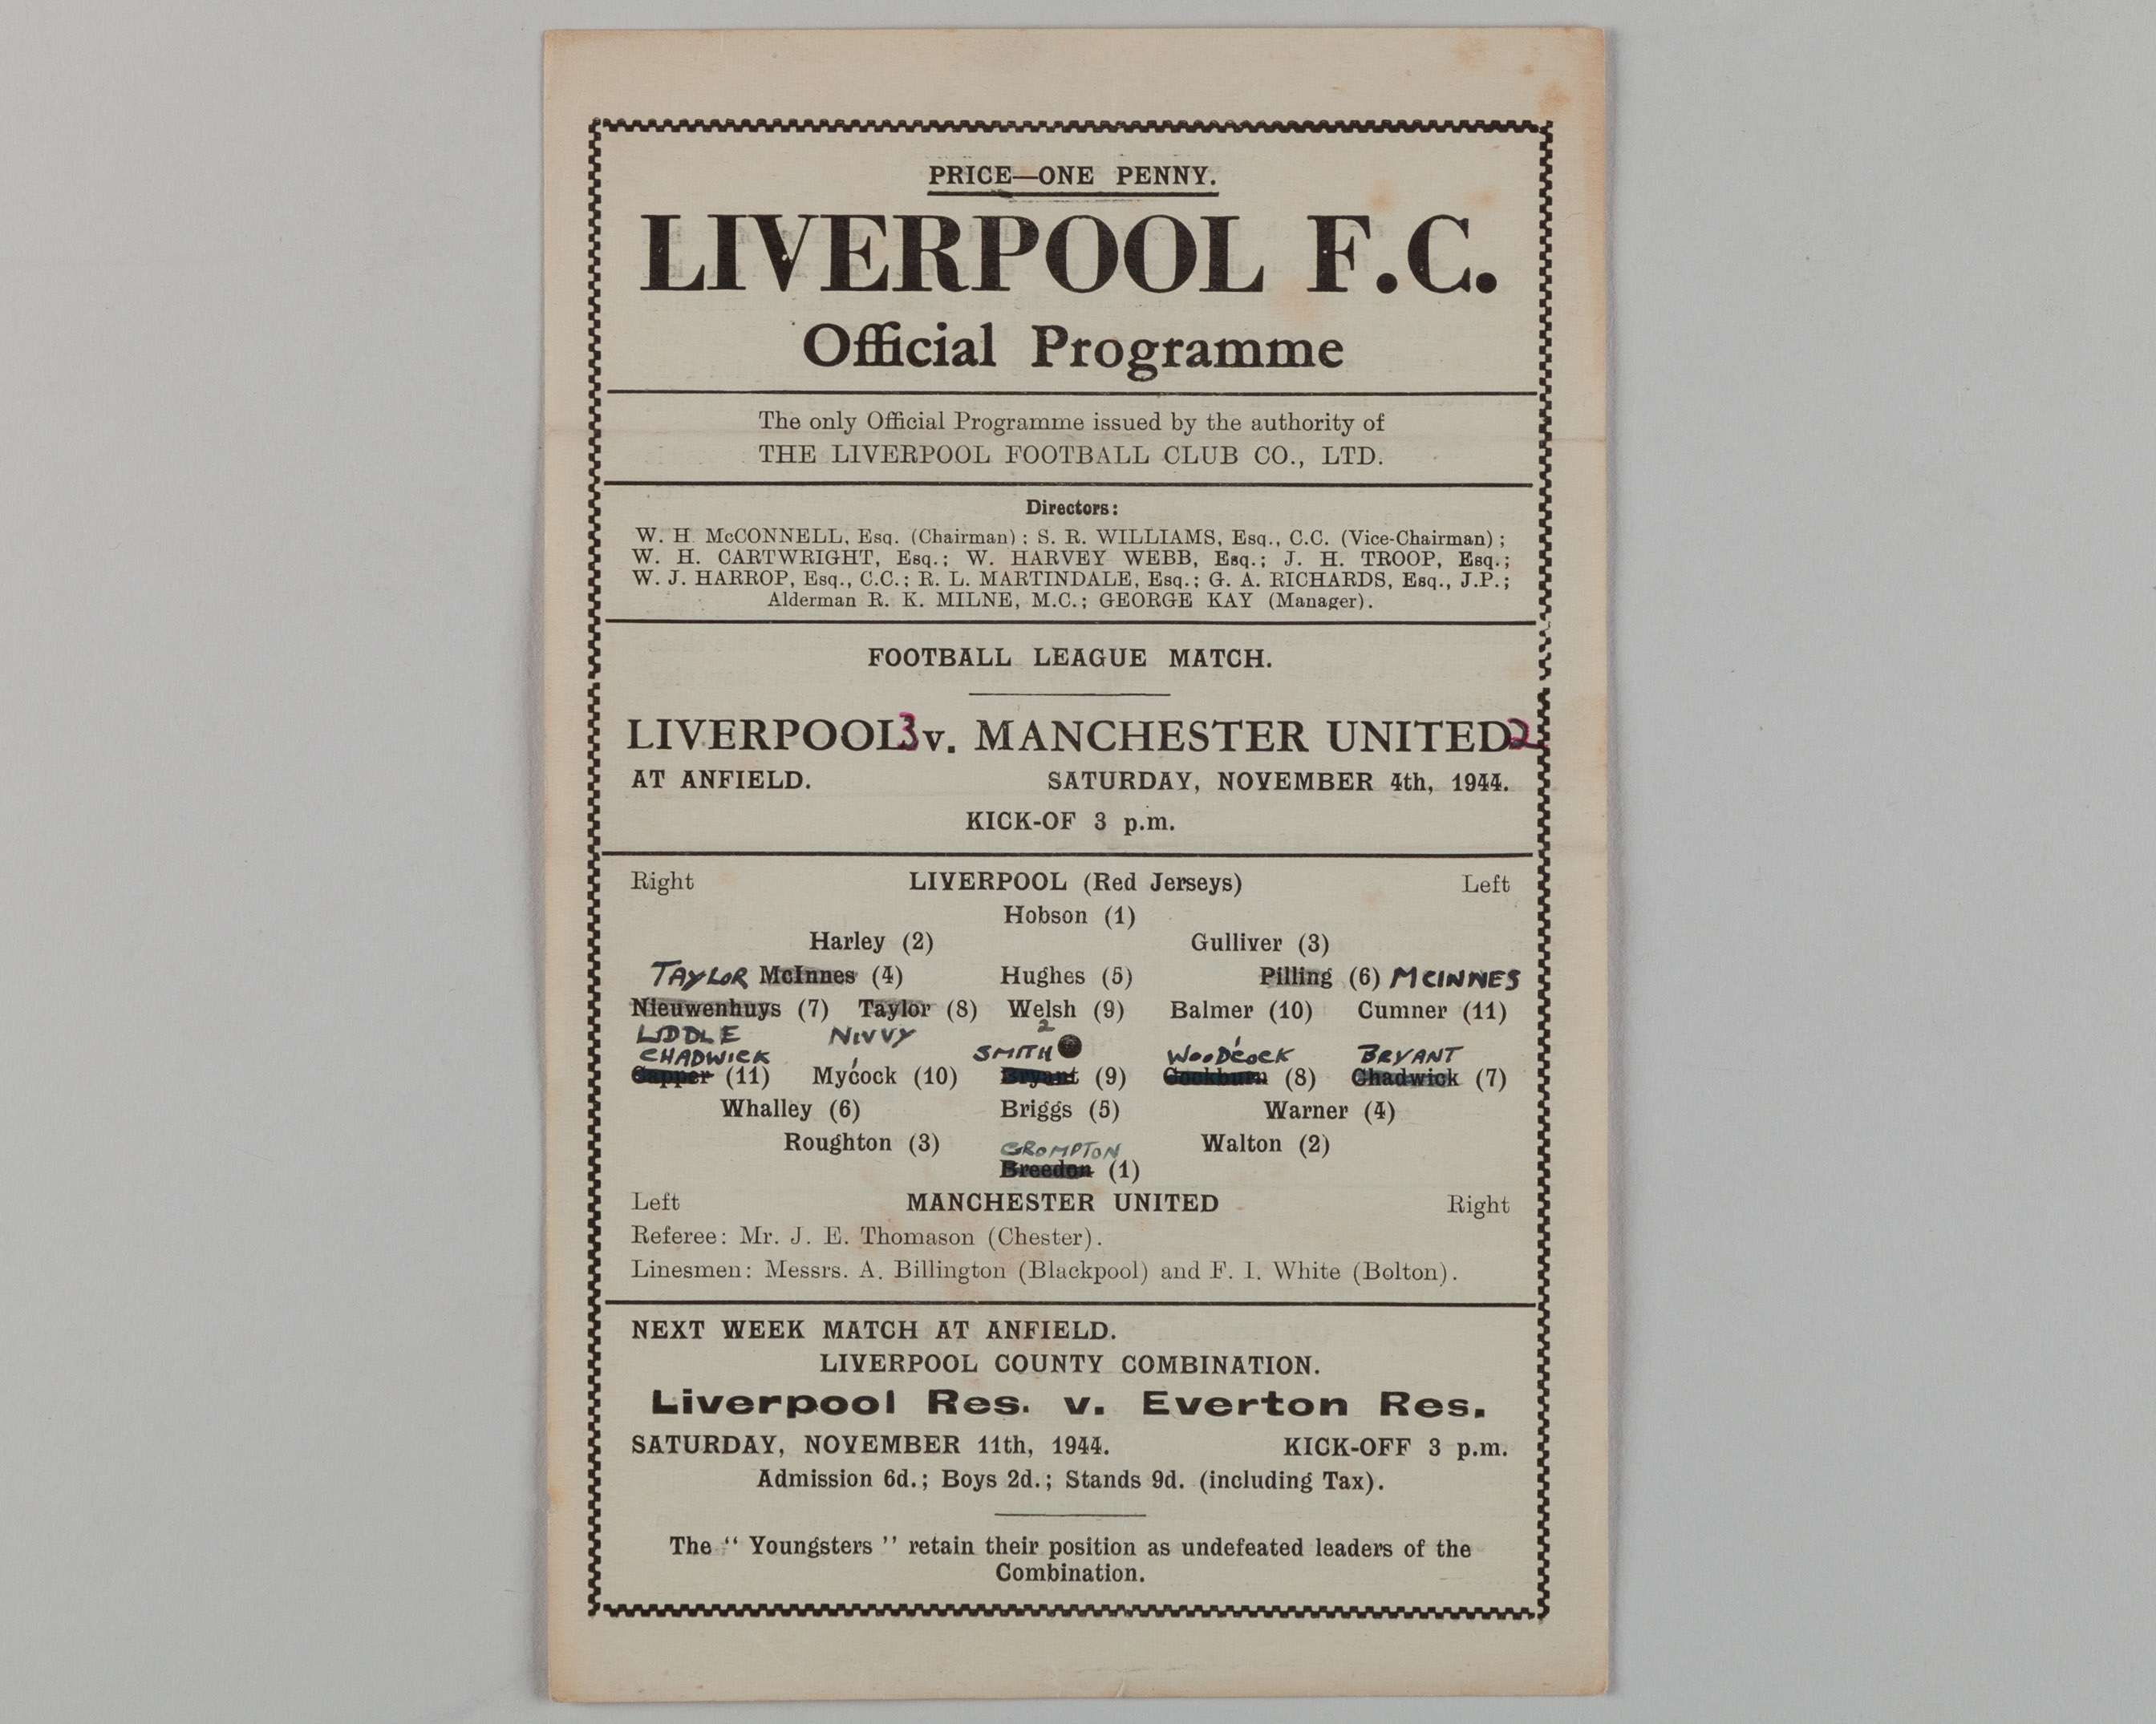 PRICE—ONE PENNY.
LIVERPOOL F.C.
Official Programme
The only Official Programme issued by the authority of
THE LIVERPOOL FOOTBALL CLUB CO., LTD.
Directors:
W. H. McCONNELL, Esq. (Chairman); S. R. WILLIAMS, Esq., C.C. (Vice-Chairman);
W. H. CARTWRIGHT, Esq.; W. HARVEY WEBB, Esq.; J. H. TROOP, Esq.;
W. J. HARROP, Esq., C.C.; R. L. MARTINDALE, Esq.; G. A. RICHARDS, Esq., J.P.;
Alderman R. K. MILNE, M.C.; GEORGE KAY (Manager).
FOOTBALL LEAGUE MATCH.
LIVERPOOL 3 v. MANCHESTER UNITED 2
AT ANFIELD. SATURDAY, NOVEMBER 4th, 1944.
KICK-OF 3 p.m.
Right LIVERPOOL (Red Jerseys) Left
Hobson (1)
Harley (2) Gulliver (3)
TAYLOR McInnes (4) Hughes (5) Pilling (6) MCINNES
Nieuwenhuys (7) Taylor (8) Welsh (9) Balmer (10) Cumner (11)
LIDDLE NIVVY 2
CHADWICK SMITH WOODCOCK BRYANT
Gapper (11) Mycock (10) Bryant (9) Cockburn (8) Chadwick (7)
Whalley (6) Briggs (5) Warner (4)
Roughton (3) CROMPTON Walton (2)
Breedon (1)
Left MANCHESTER UNITED Right
Referee: Mr. J. E. Thomason (Chester).
Linesmen: Messrs. A. Billington (Blackpool) and F. I. White (Bolton).
NEXT WEEK MATCH AT ANFIELD.
LIVERPOOL COUNTY COMBINATION.
Liverpool Res. v. Everton Res.
SATURDAY, NOVEMBER 11th, 1944. KICK-OFF 3 p.m.
Admission 6d.; Boys 2d.; Stands 9d. (including Tax).
The "Youngsters" retain their position as undefeated leaders of the
Combination.